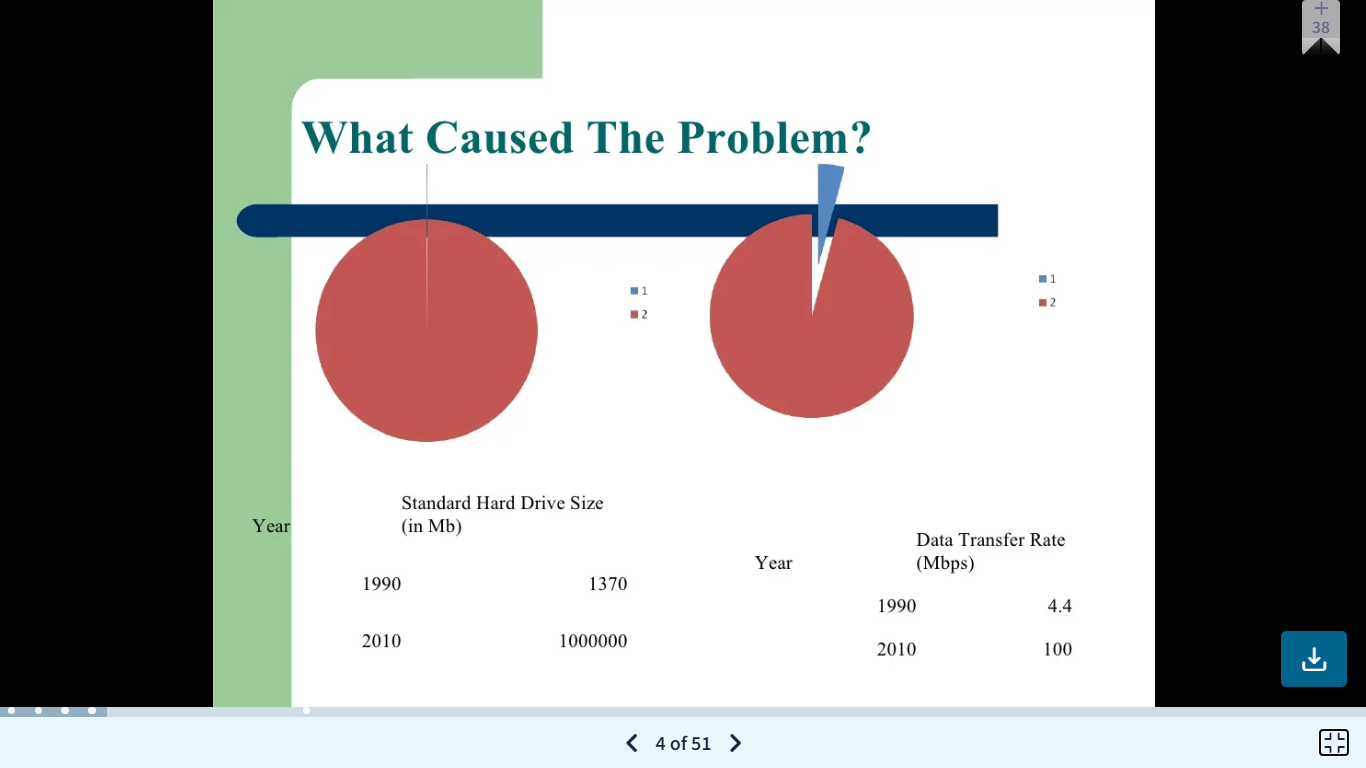 +
38
What Caused The Problem?
1
2
1
2
Year
Standard Hard Drive Size
(in Mb)
1990 1370
2010 1000000
Year
Data Transfer Rate
(Mbps)
1990 4.4
2010 100
4 of 51